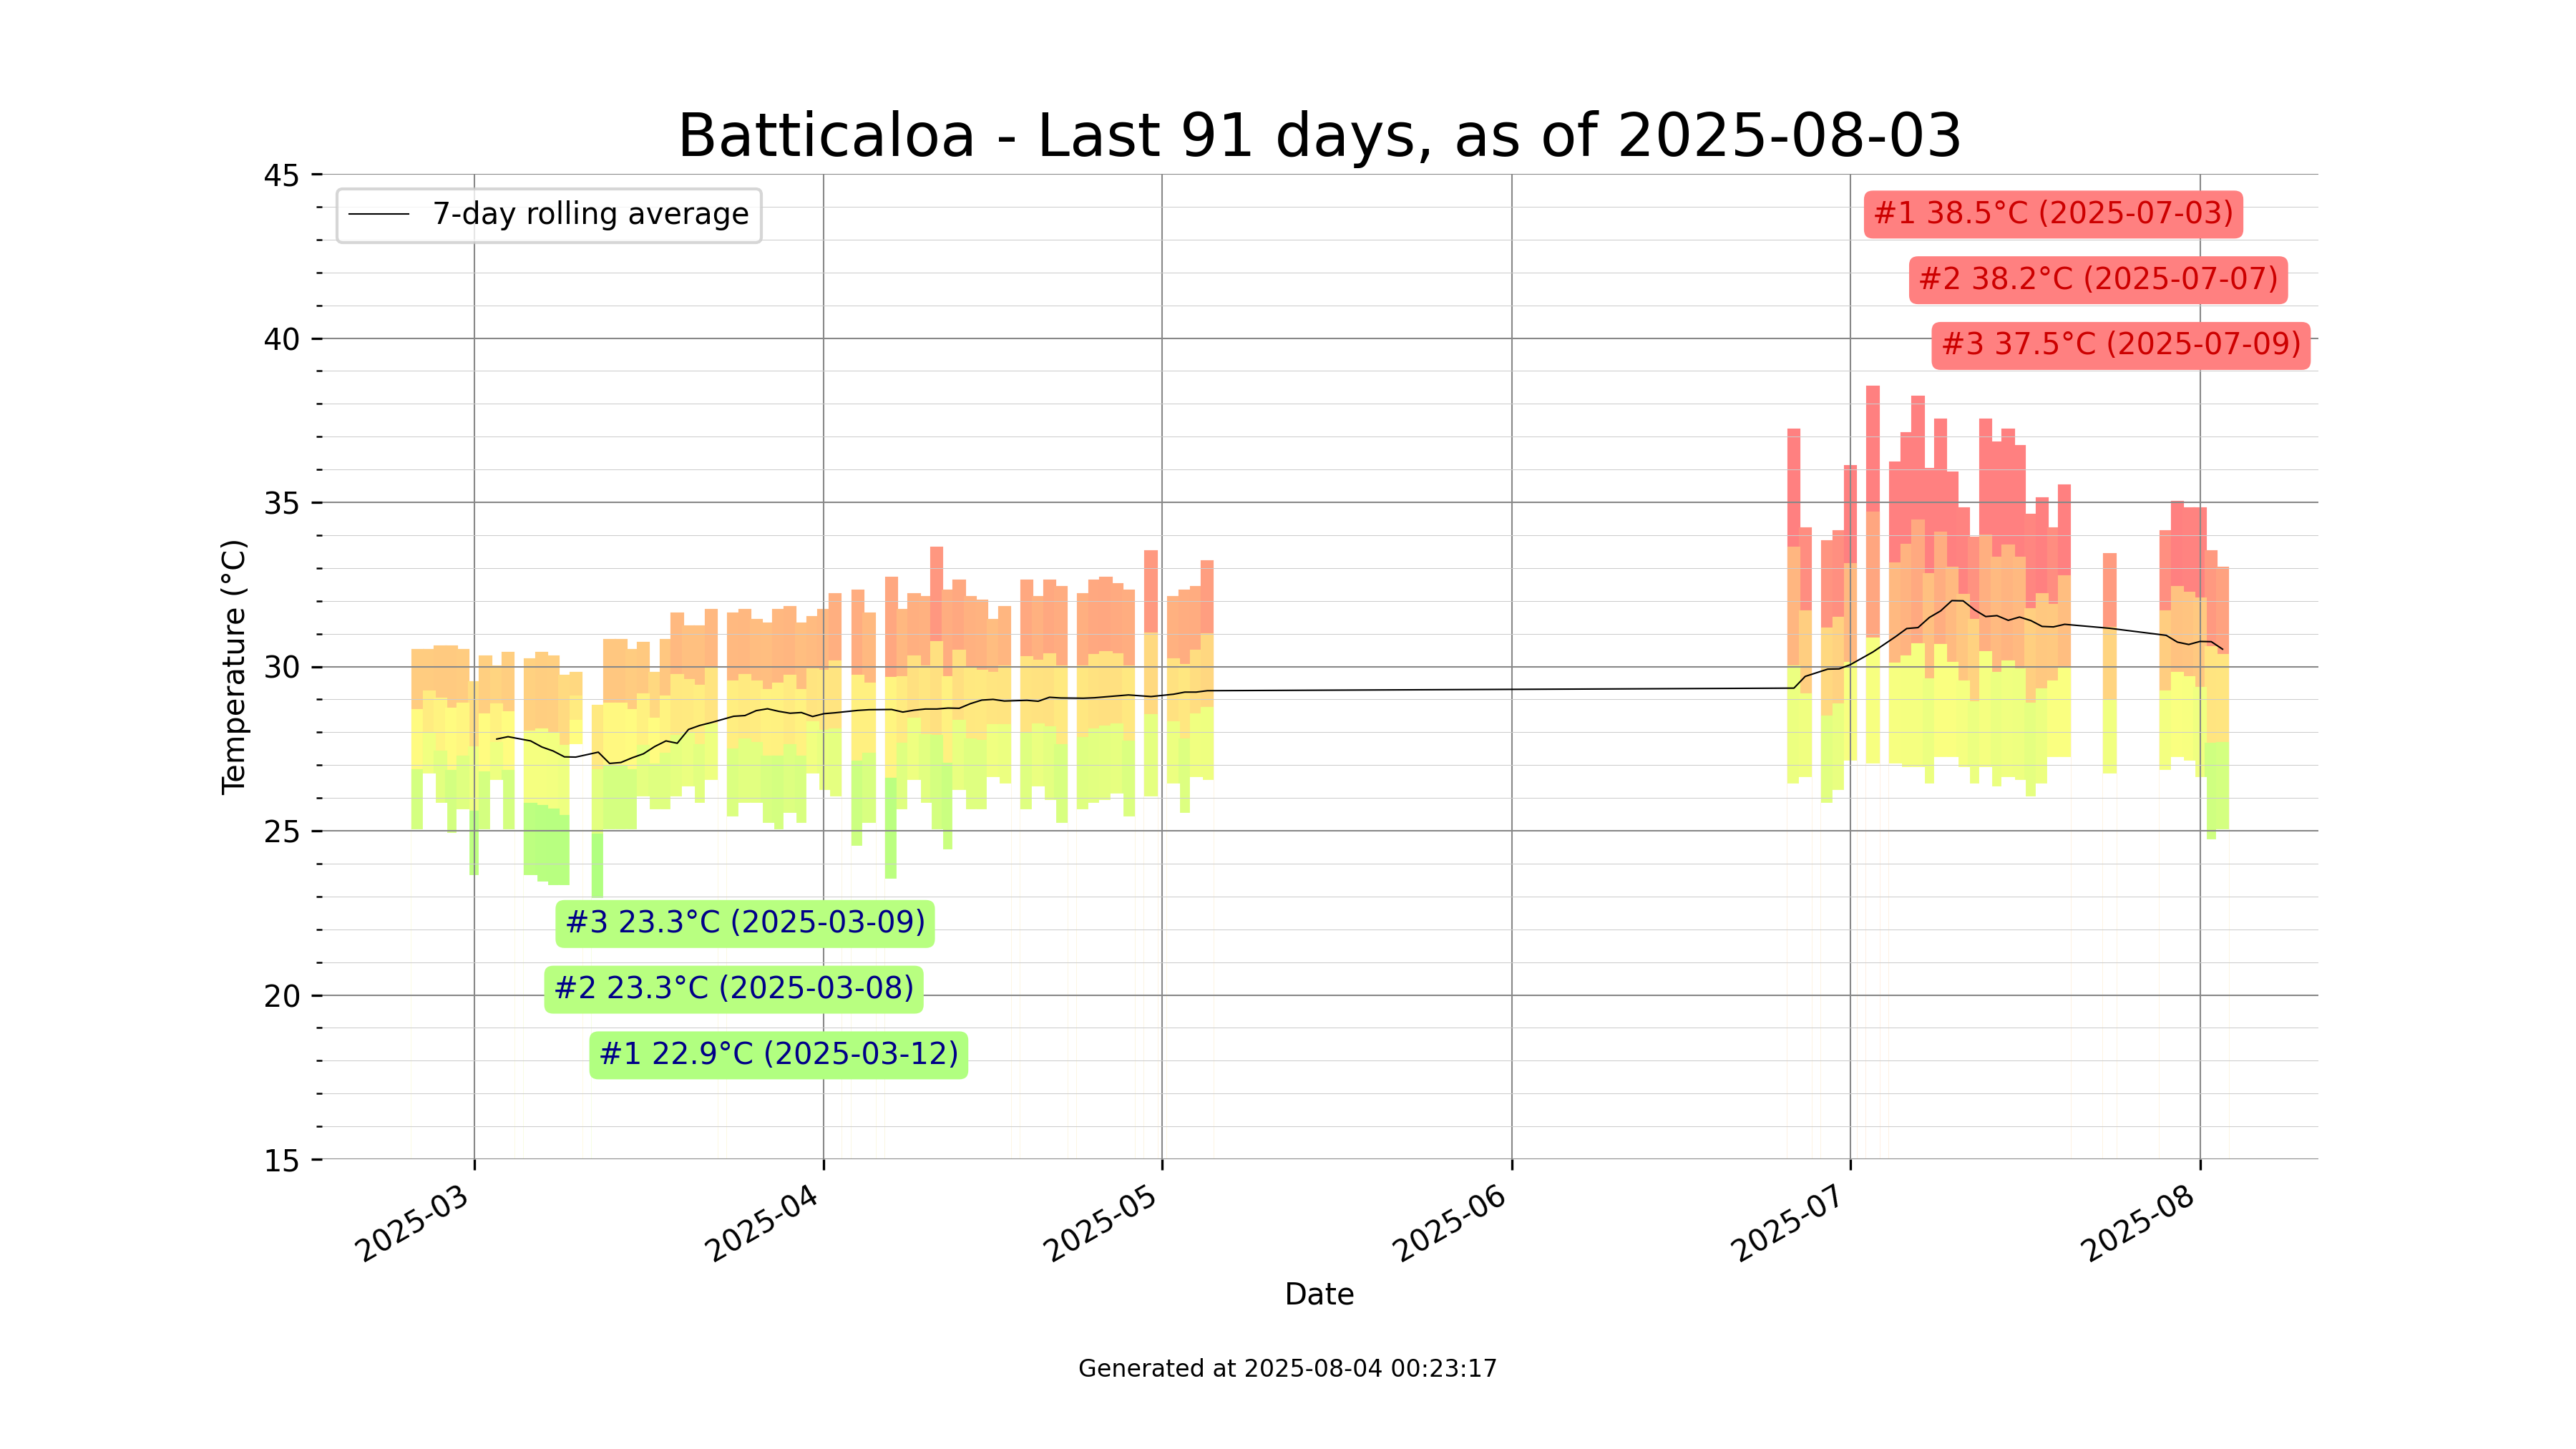 Batticaloa - Last 91 days, as of 2025-08-03
7-day rolling average
#1 38.5°C (2025-07-03)
#2 38.2°C (2025-07-07)
#3 37.5°C (2025-07-09)
45
40
35
30
25
20
15
Temperature (°C)
#3 23.3°C (2025-03-09)
#2 23.3°C (2025-03-08)
#1 22.9°C (2025-03-12)
2025-03
2025-04
2025-05
2025-06
2025-07
2025-08
Date
Generated at 2025-08-04 00:23:17